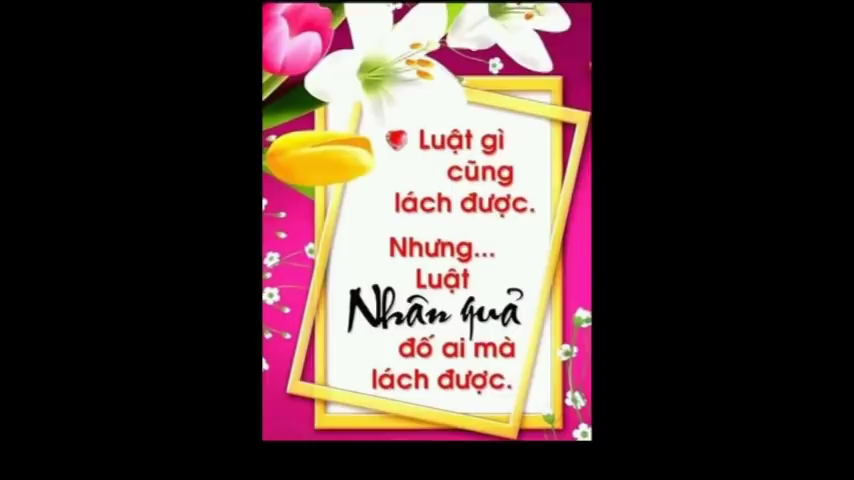 Luật gì
cũng
lách được.
Nhưng...
Luật
Nhân quả
đố ai mà
lách được.